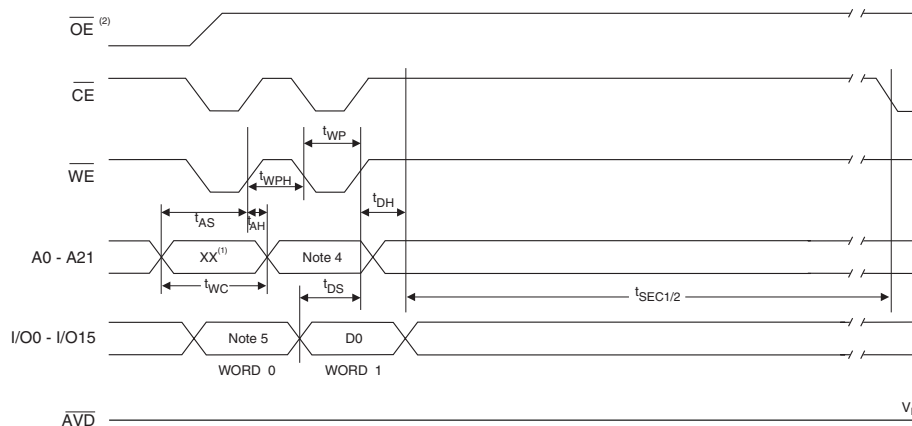 OE (2)
CE
tWP
WE
tWPH
tDH
tAS
tAH
A0 - A21
XX(1)
Note 4
tWC
tDS
tSEC1/2
I/O0 - I/O15
Note 5
D0
WORD 0
WORD 1
AVD